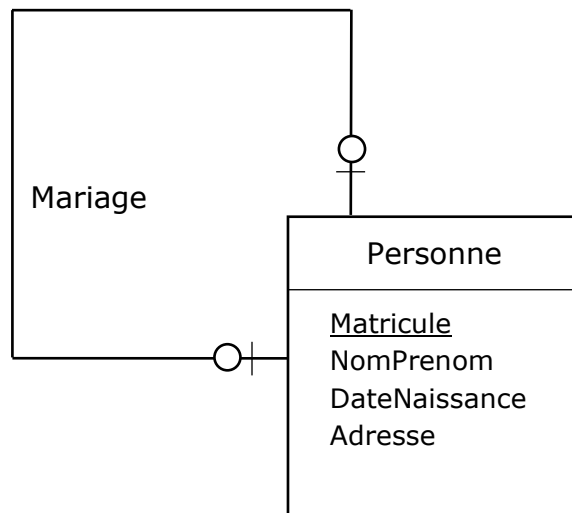 Mariage
Personne
Matricule
NomPrenom
DateNaissance
Adresse